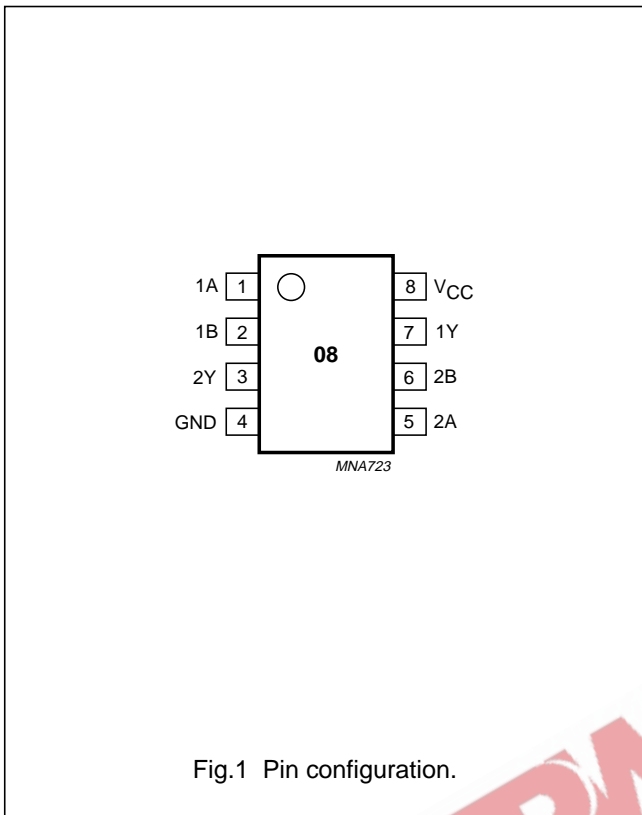 1A 1 8 VCC
1B 2 7 1Y
08
2Y 3 6 2B
GND 4 5 2A
MNA723
Fig.1 Pin configuration.